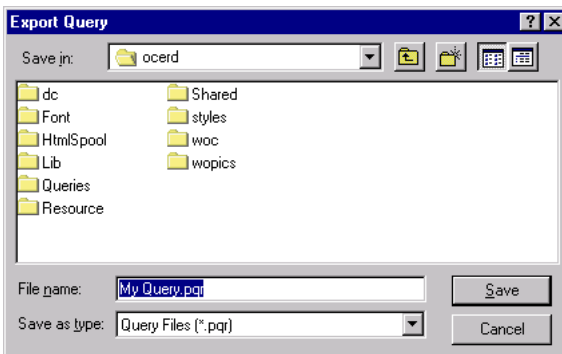 Export Query
Save in: ocerd
dc
Font
HtmlSpool
Lib
Queries
Resource
Shared
styles
woc
wopics
File name: My Query.pqr Save
Save as type: Query Files (*.pqr) Cancel